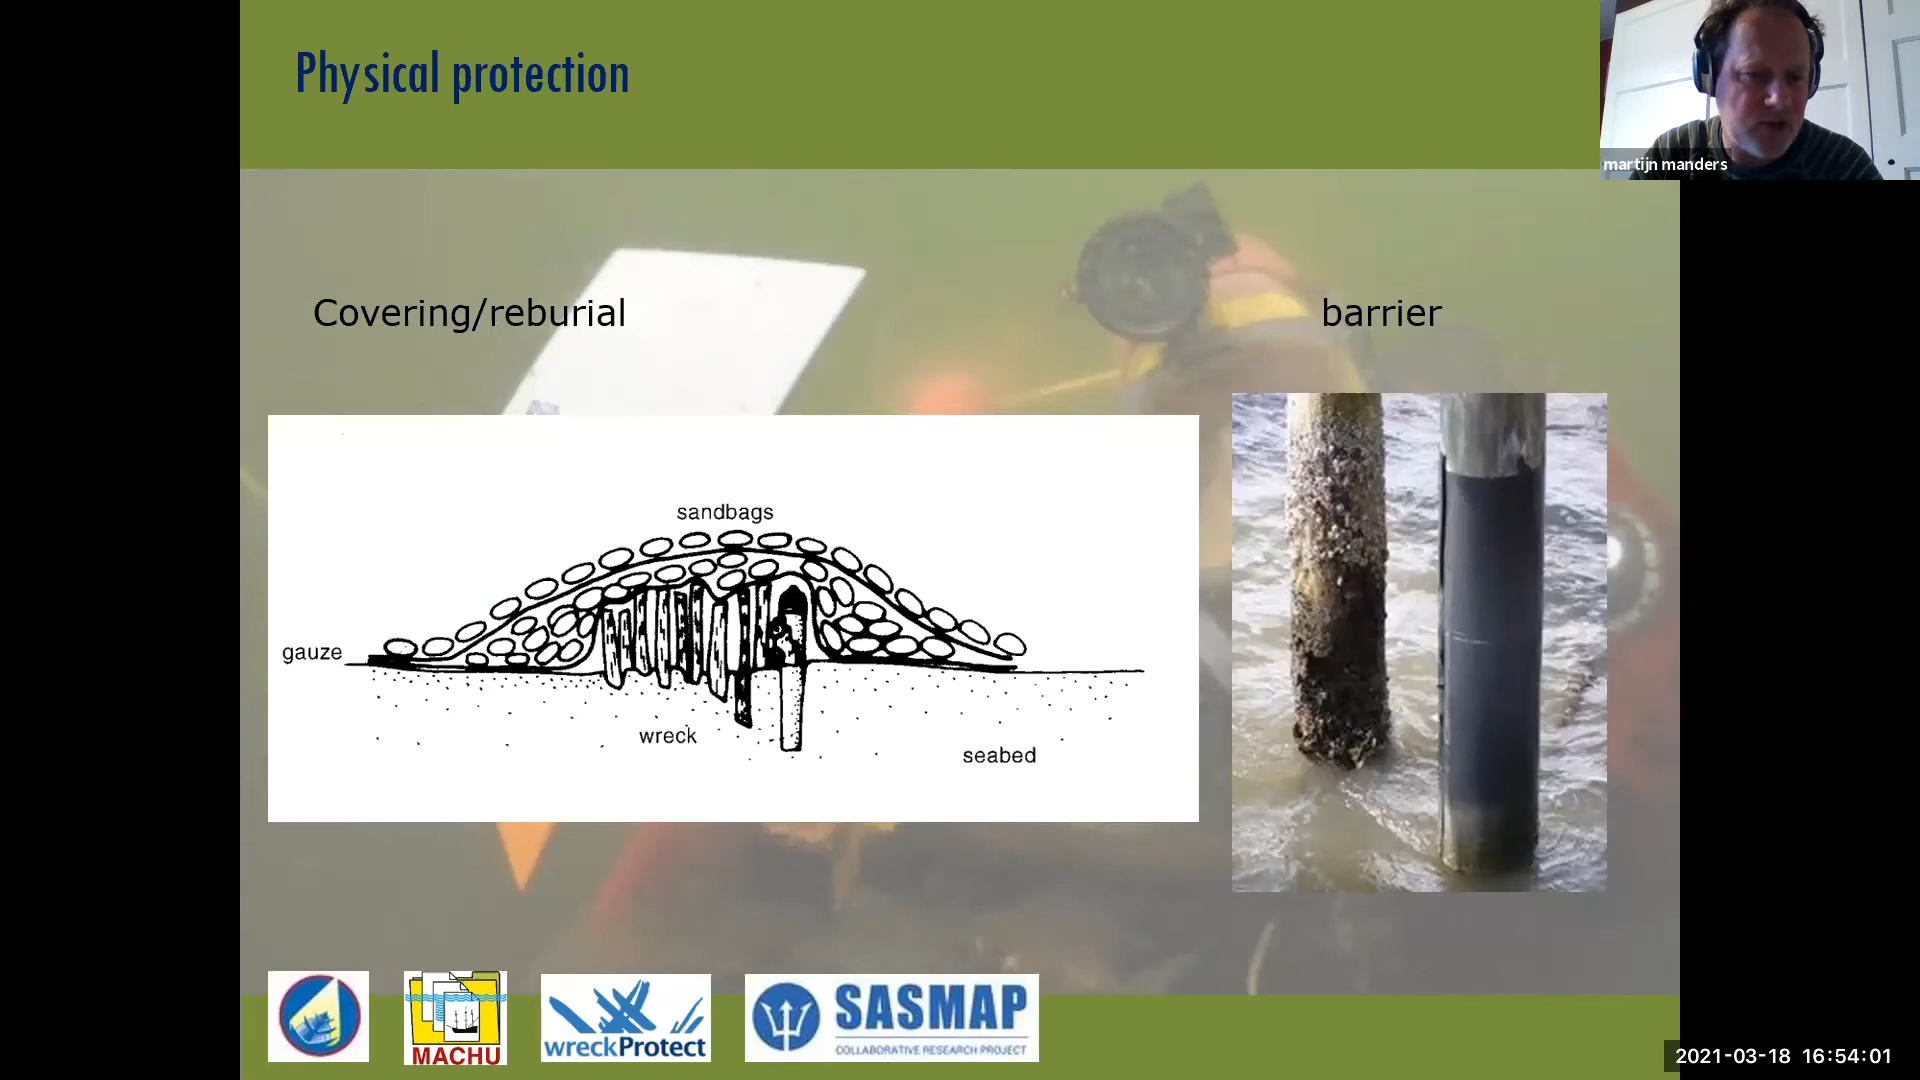 Physical protection
martijn manders
Covering/reburial
barrier
sandbags
gauze
wreck
seabed
MACHU
wreckProtect
SASMAP
COLLABORATIVE RESEARCH PROJECT
2021-03-18 16:54:01